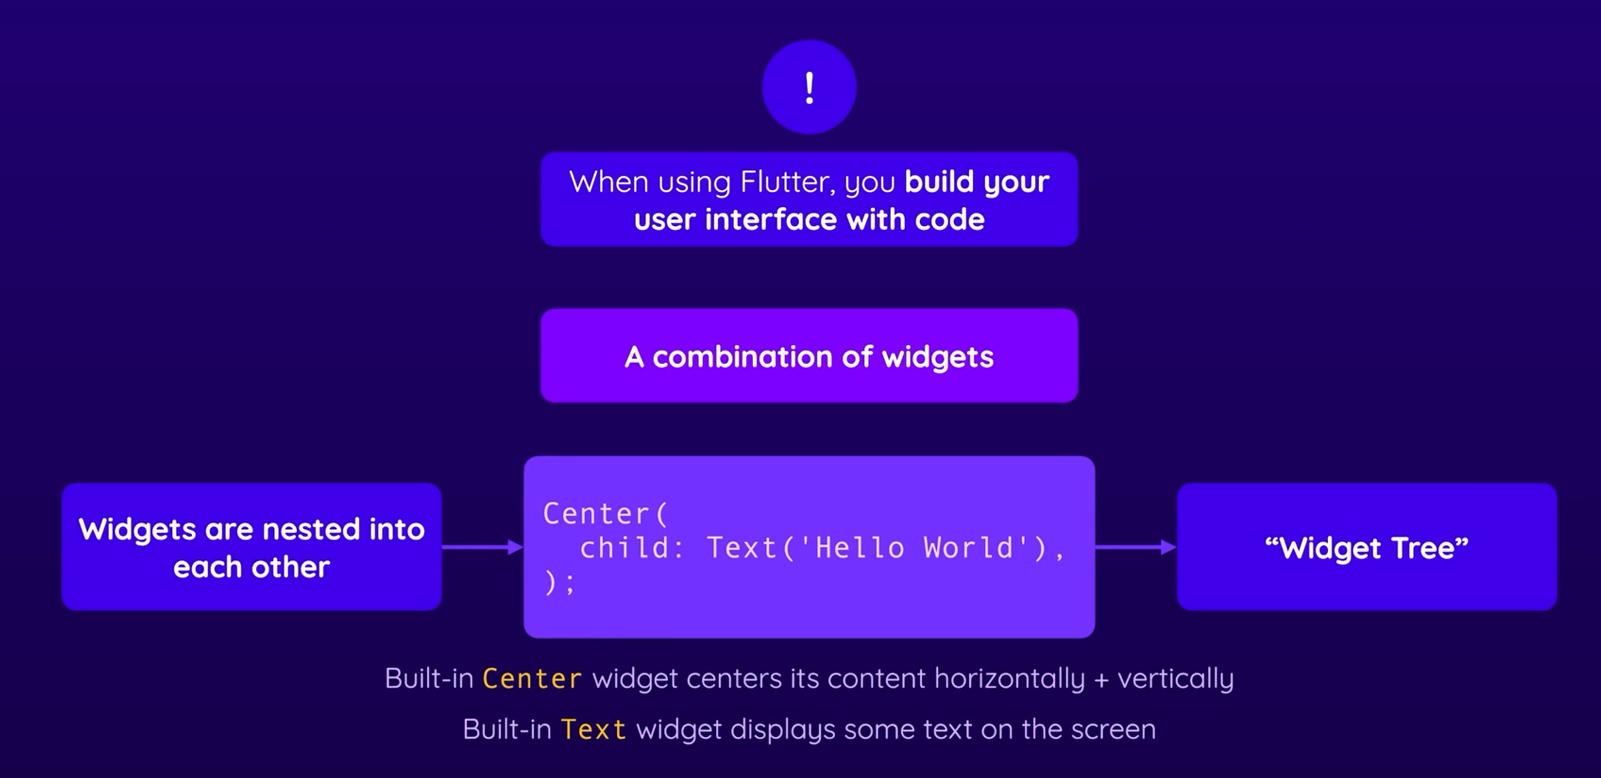 !
When using Flutter, you build your
user interface with code
A combination of widgets
Widgets are nested into
each other
Center(
  child: Text('Hello World'),
);
“Widget Tree”
Built-in Center widget centers its content horizontally + vertically
Built-in Text widget displays some text on the screen